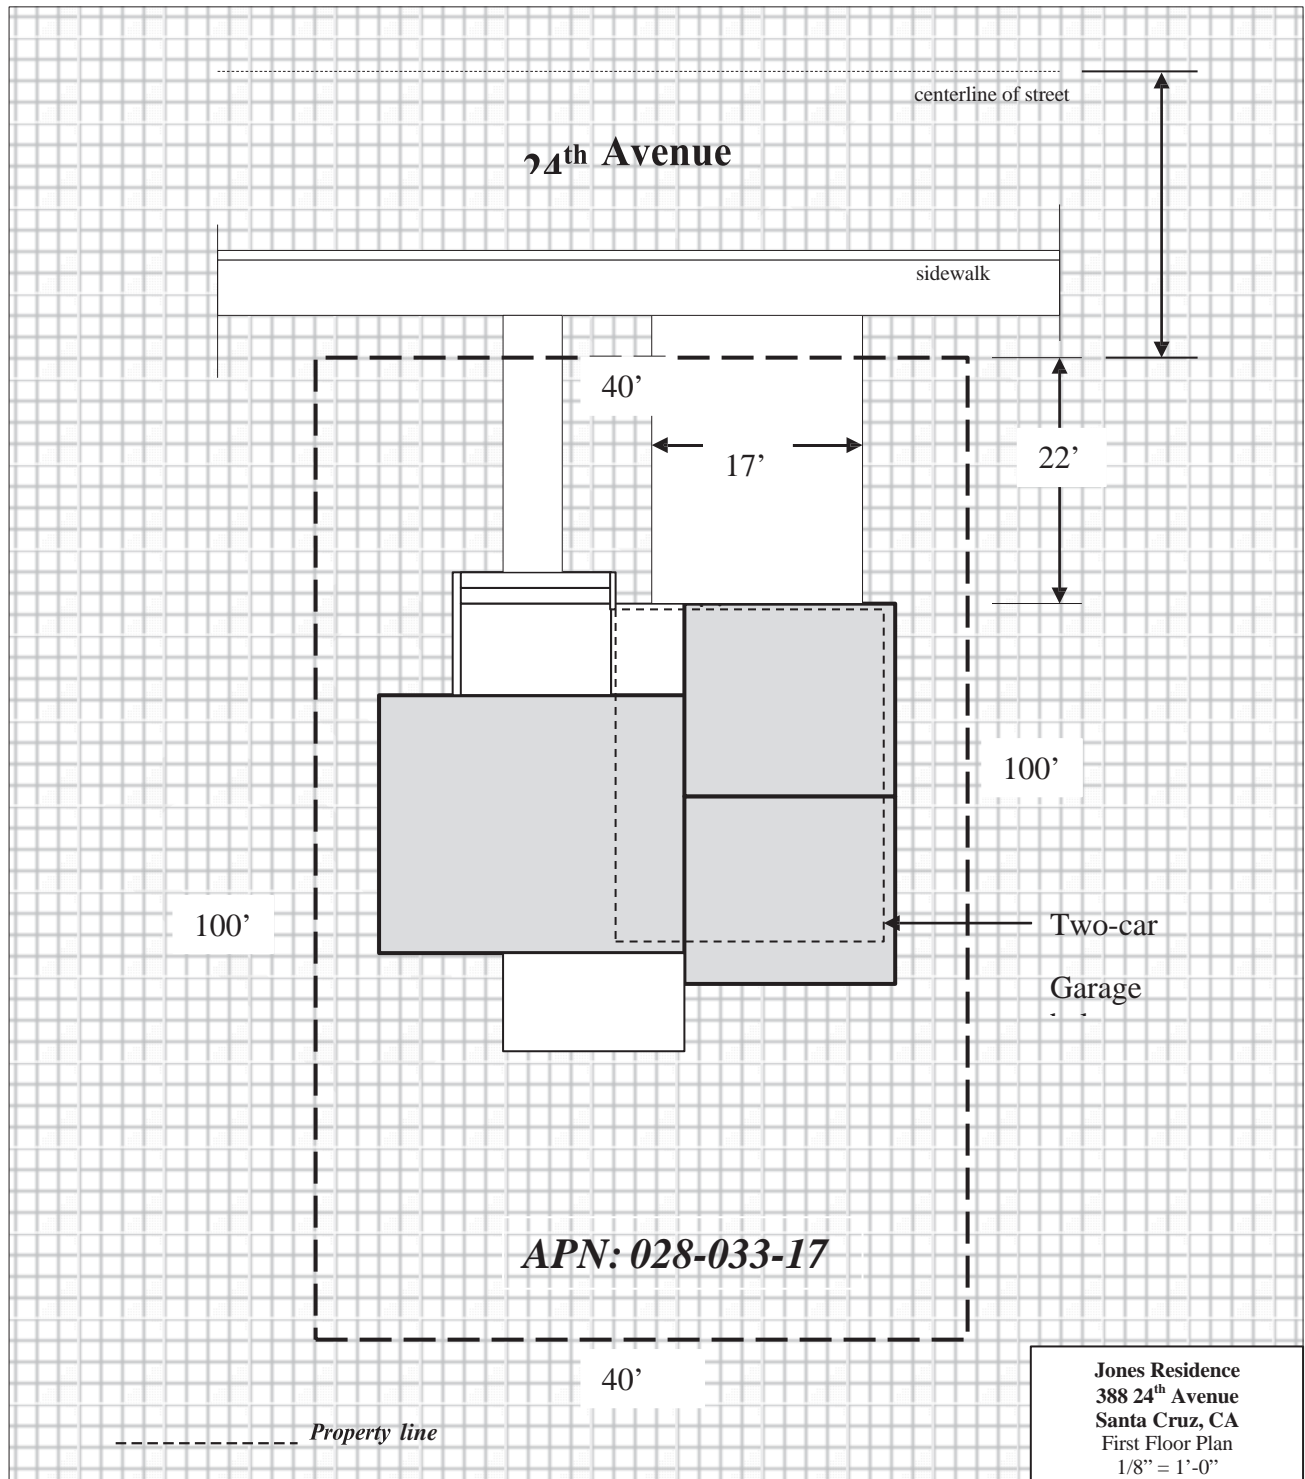 centerline of street
24th Avenue
sidewalk
40’
17’
22’
100’
100’
Two-car
Garage
APN: 028-033-17
40’
Property line
Jones Residence
388 24th Avenue
Santa Cruz, CA
First Floor Plan
1/8” = 1’-0”